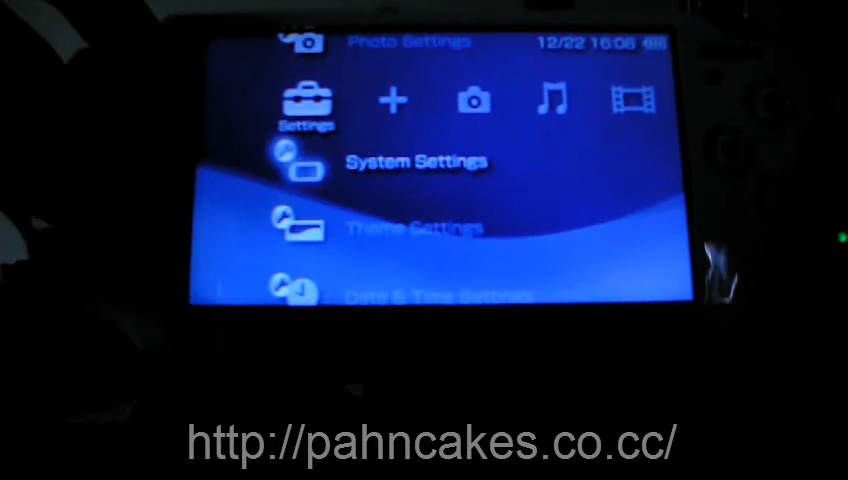 Photo Settings
12/22 16:06
Settings
System Settings
Theme Settings
Date & Time Settings
http://pahncakes.co.cc/